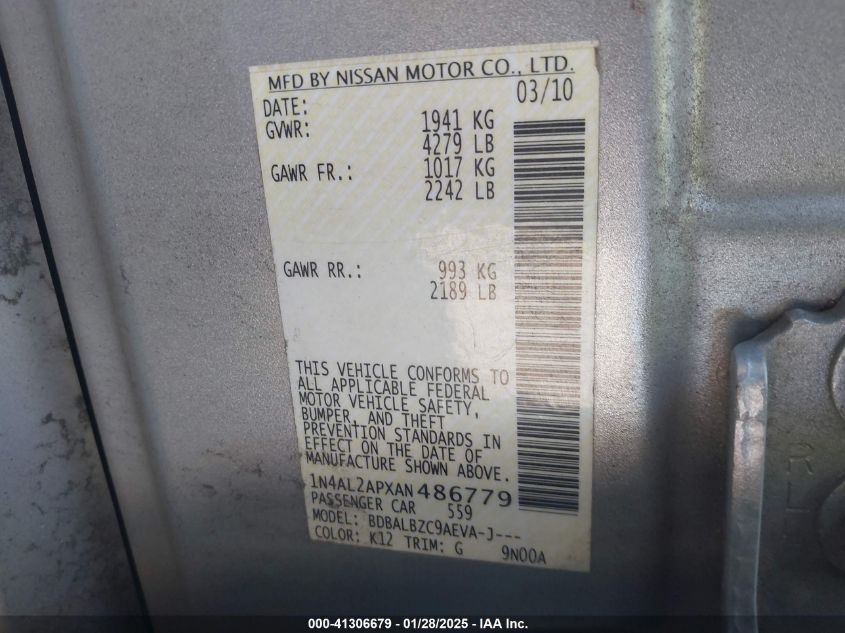 MFD BY NISSAN MOTOR CO., LTD.
DATE: 03/10
GVWR: 1941 KG
4279 LB
GAWR FR.: 1017 KG
2242 LB
GAWR RR.: 993 KG
2189 LB
THIS VEHICLE CONFORMS TO
ALL APPLICABLE FEDERAL
MOTOR VEHICLE SAFETY,
BUMPER, AND THEFT
PREVENTION STANDARDS IN
EFFECT ON THE DATE OF
MANUFACTURE SHOWN ABOVE.
1N4AL2APXAN486779
PASSENGER CAR 559
MODEL: BDBALBZC9AEVA-J---
COLOR: K12 TRIM: G 9N00A
R
L
000-41306679 - 01/28/2025 - IAA Inc.